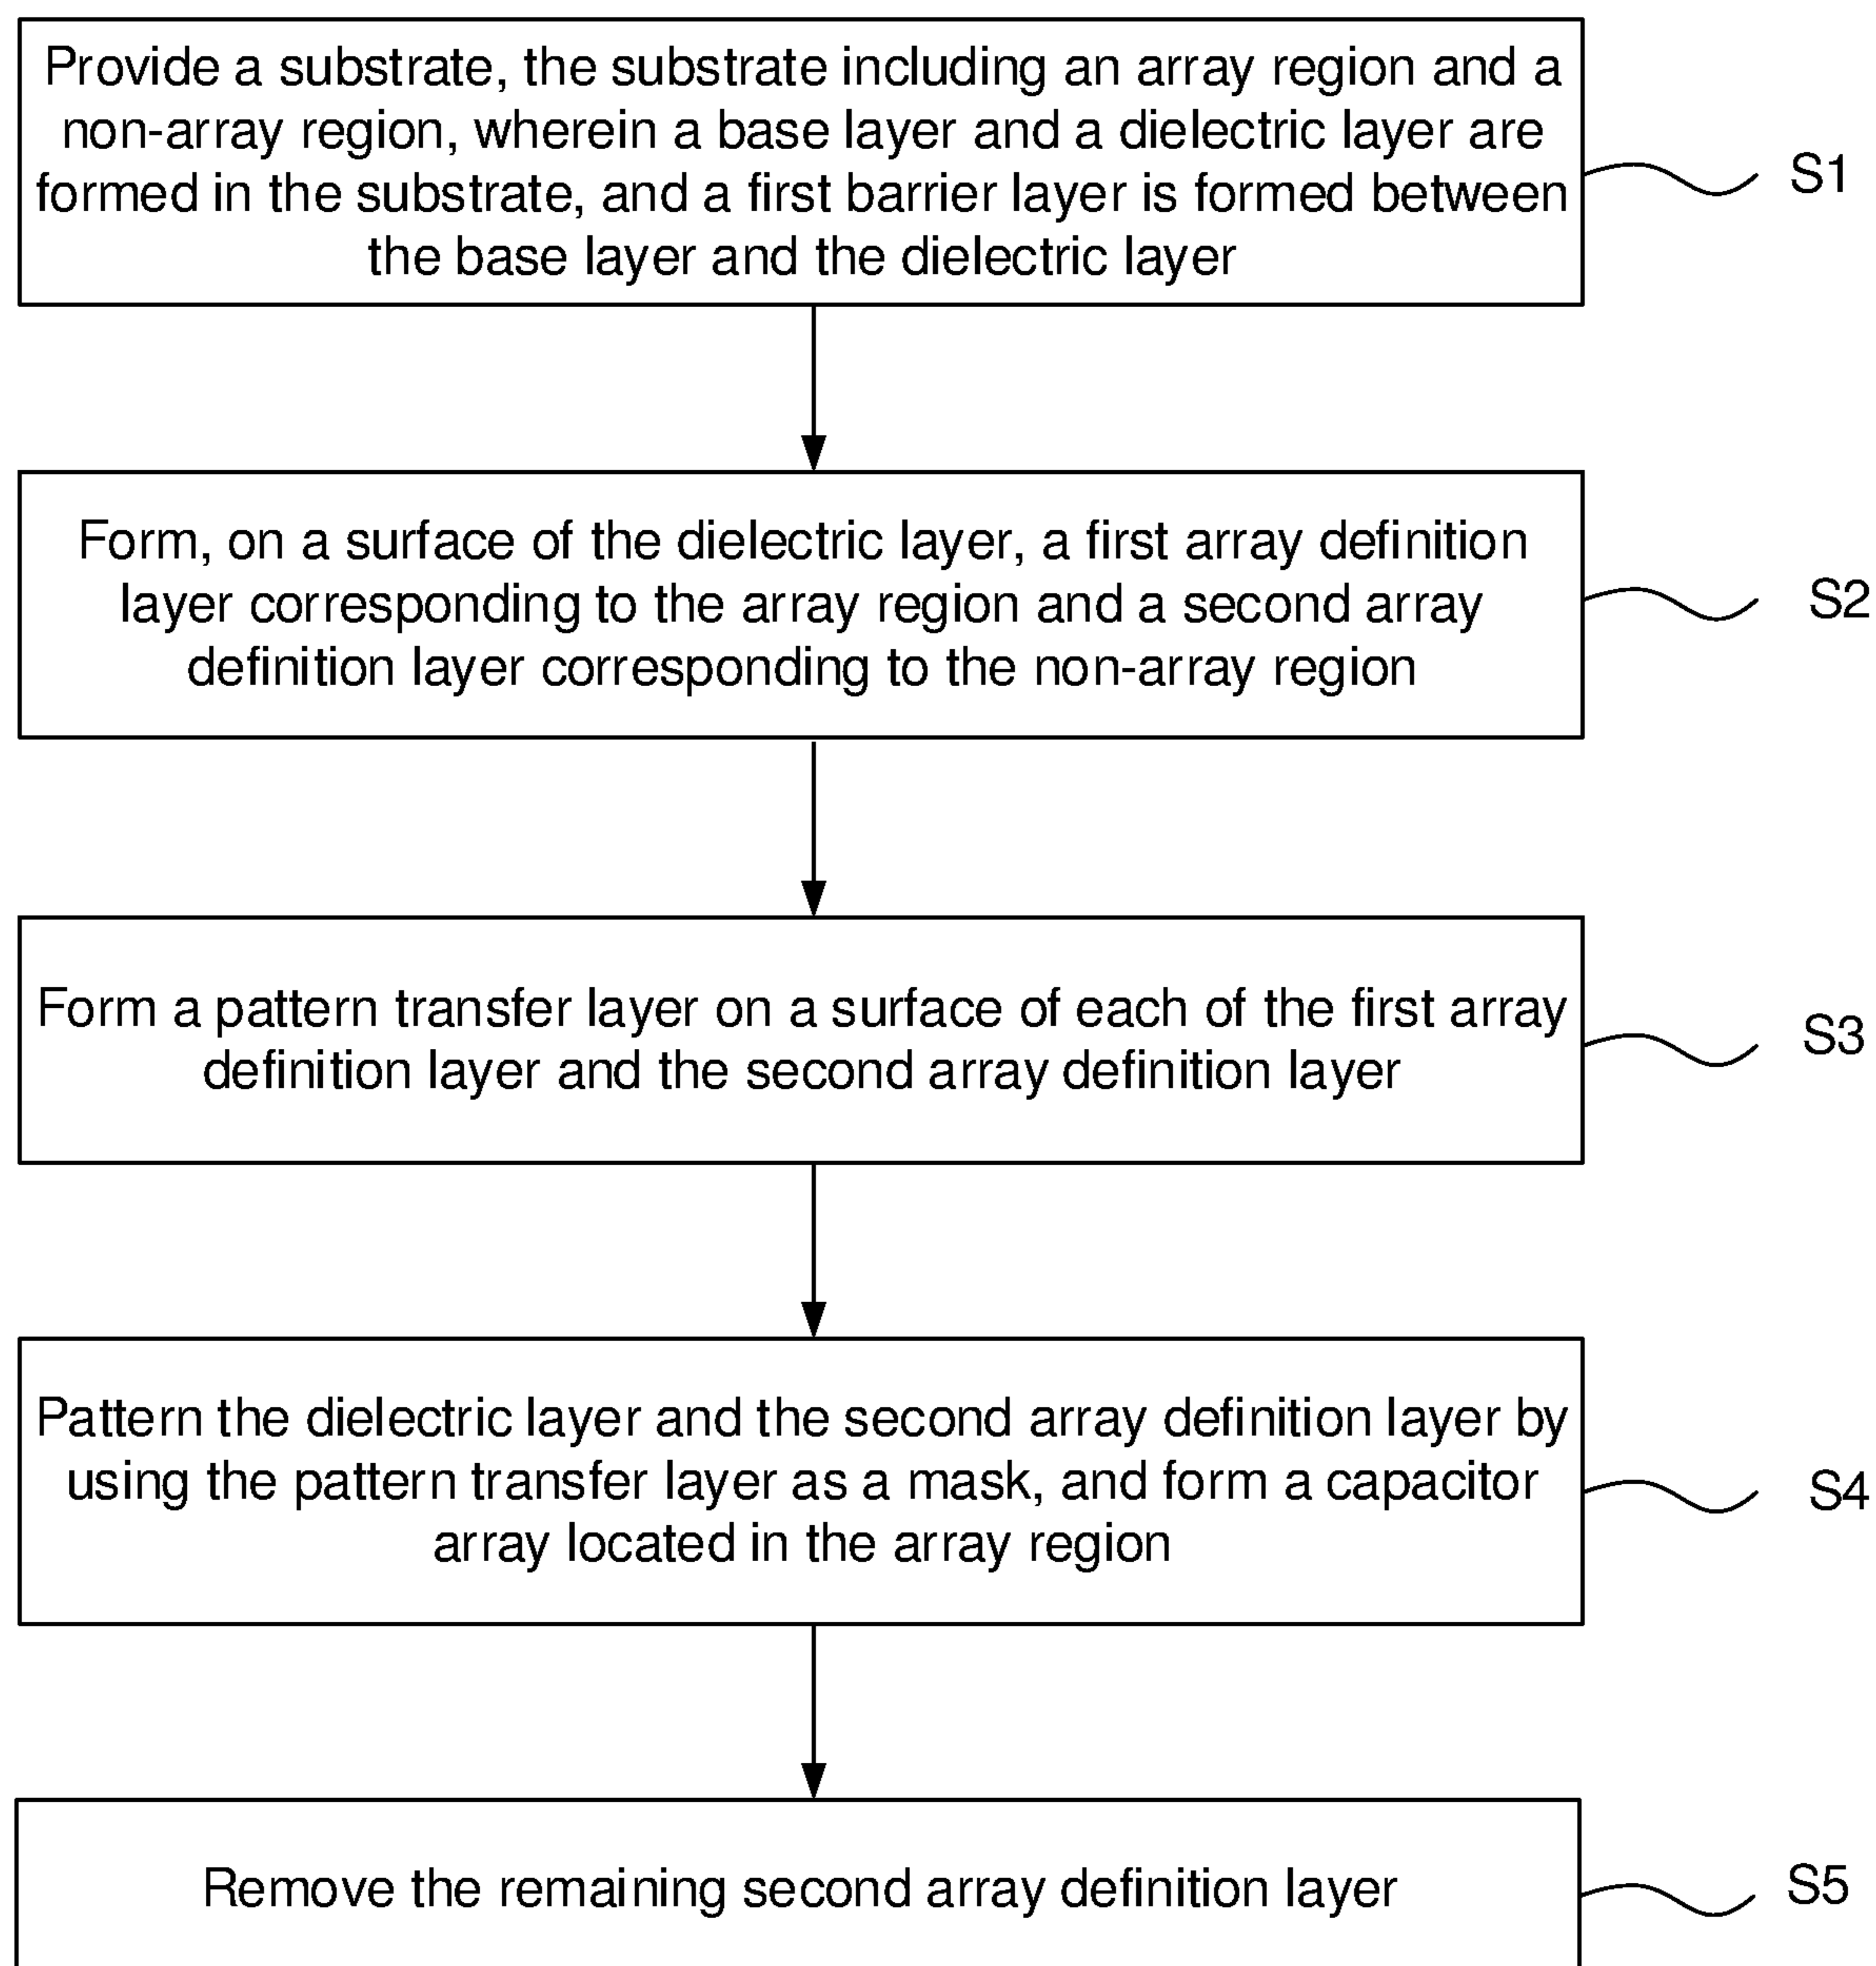 Provide a substrate, the substrate including an array region and a
non-array region, wherein a base layer and a dielectric layer are
formed in the substrate, and a first barrier layer is formed between
the base layer and the dielectric layer
S1
Form, on a surface of the dielectric layer, a first array definition
layer corresponding to the array region and a second array
definition layer corresponding to the non-array region
S2
Form a pattern transfer layer on a surface of each of the first array
definition layer and the second array definition layer
S3
Pattern the dielectric layer and the second array definition layer by
using the pattern transfer layer as a mask, and form a capacitor
array located in the array region
S4
Remove the remaining second array definition layer
S5